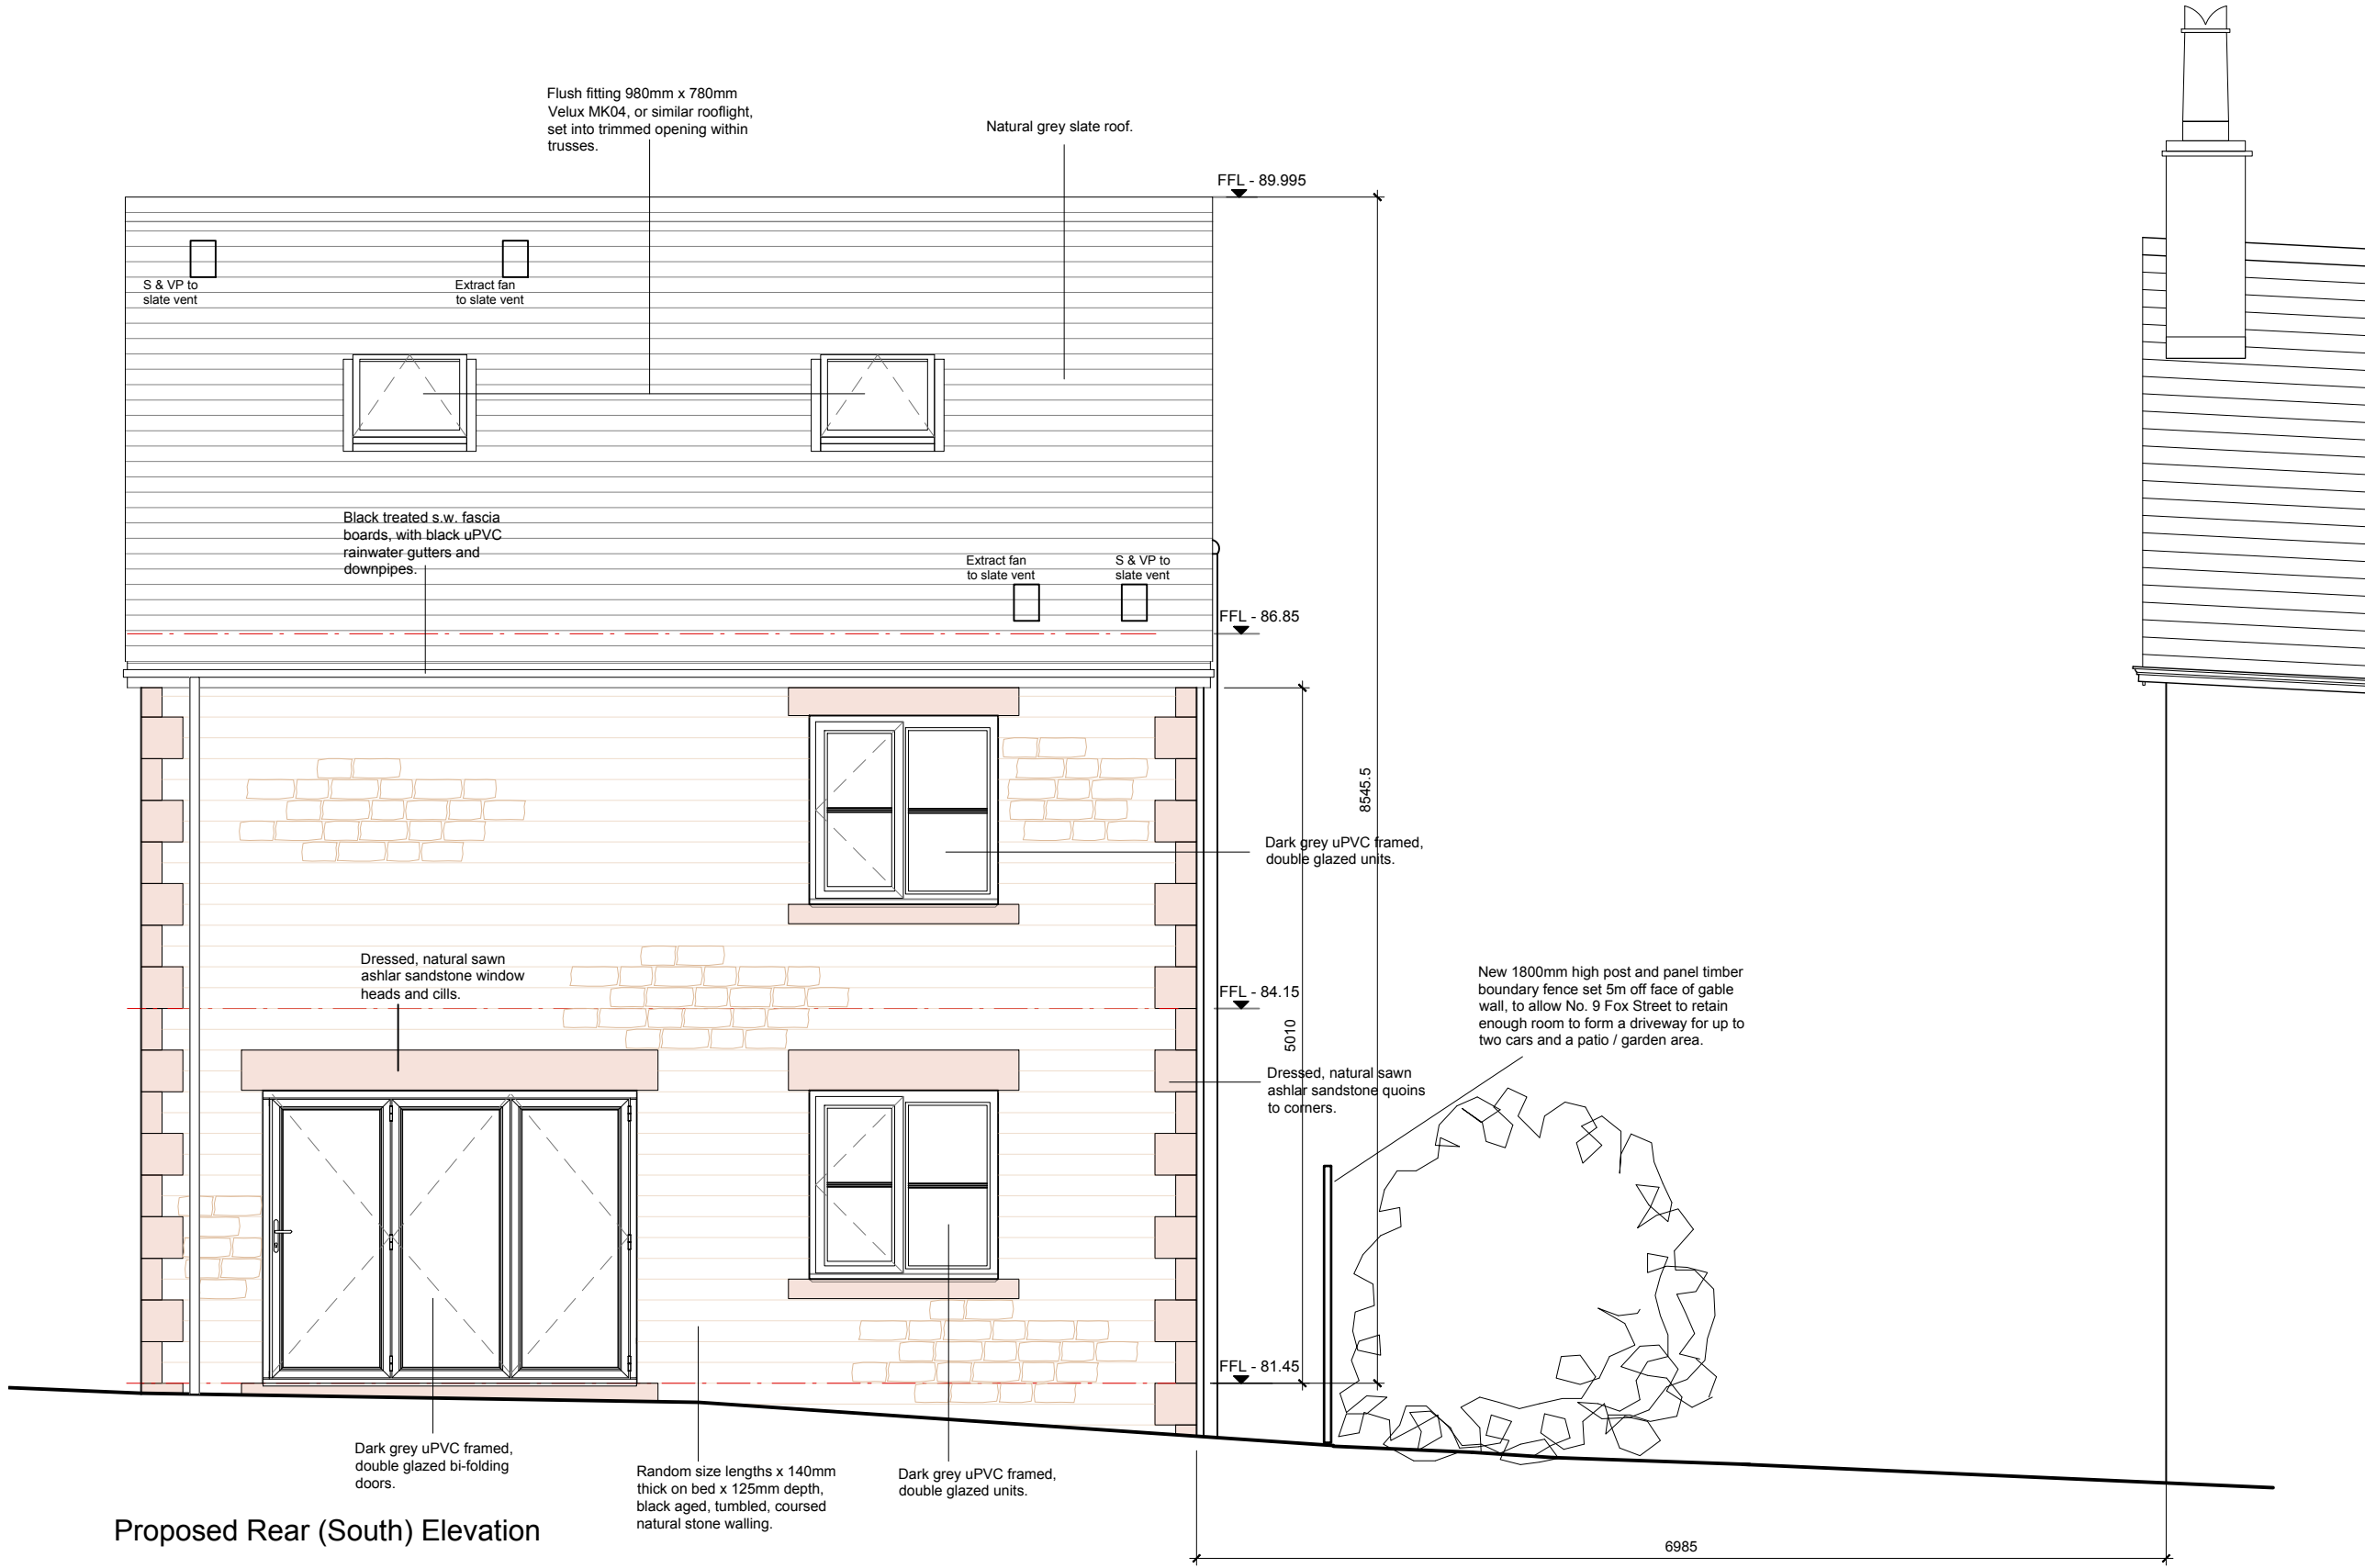 Flush fitting 980mm x 780mm
Velux MK04, or similar rooflight,
set into trimmed opening within
trusses.
Natural grey slate roof.
FFL - 89.995
S & VP to
slate vent
Extract fan
to slate vent
Black treated s.w. fascia
boards, with black uPVC
rainwater gutters and
downpipes.
Extract fan
to slate vent
S & VP to
slate vent
FFL - 86.85
8545.5
Dark grey uPVC framed,
double glazed units.
Dressed, natural sawn
ashlar sandstone window
heads and cills.
FFL - 84.15
5010
New 1800mm high post and panel timber
boundary fence set 5m off face of gable
wall, to allow No. 9 Fox Street to retain
enough room to form a driveway for up to
two cars and a patio / garden area.
Dressed, natural sawn
ashlar sandstone quoins
to corners.
FFL - 81.45
Dark grey uPVC framed,
double glazed bi-folding
doors.
Random size lengths x 140mm
thick on bed x 125mm depth,
black aged, tumbled, coursed
natural stone walling.
Dark grey uPVC framed,
double glazed units.
Proposed Rear (South) Elevation
6985